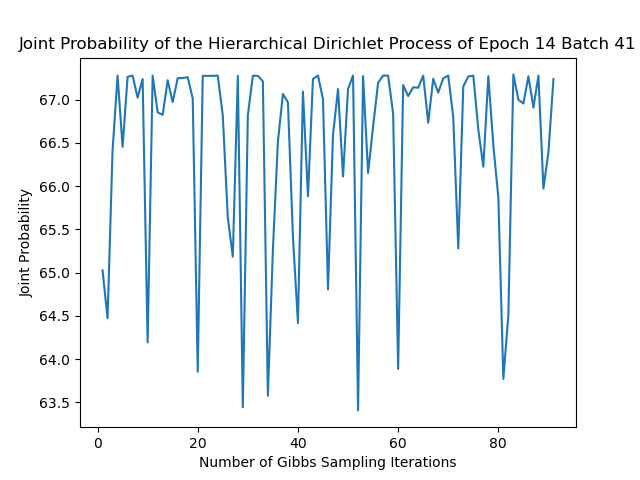 Joint Probability of the Hierarchical Dirichlet Process of Epoch 14 Batch 41
Joint Probability
67.0
66.5
66.0
65.5
65.0
64.5
64.0
63.5
0 20 40 60 80
Number of Gibbs Sampling Iterations